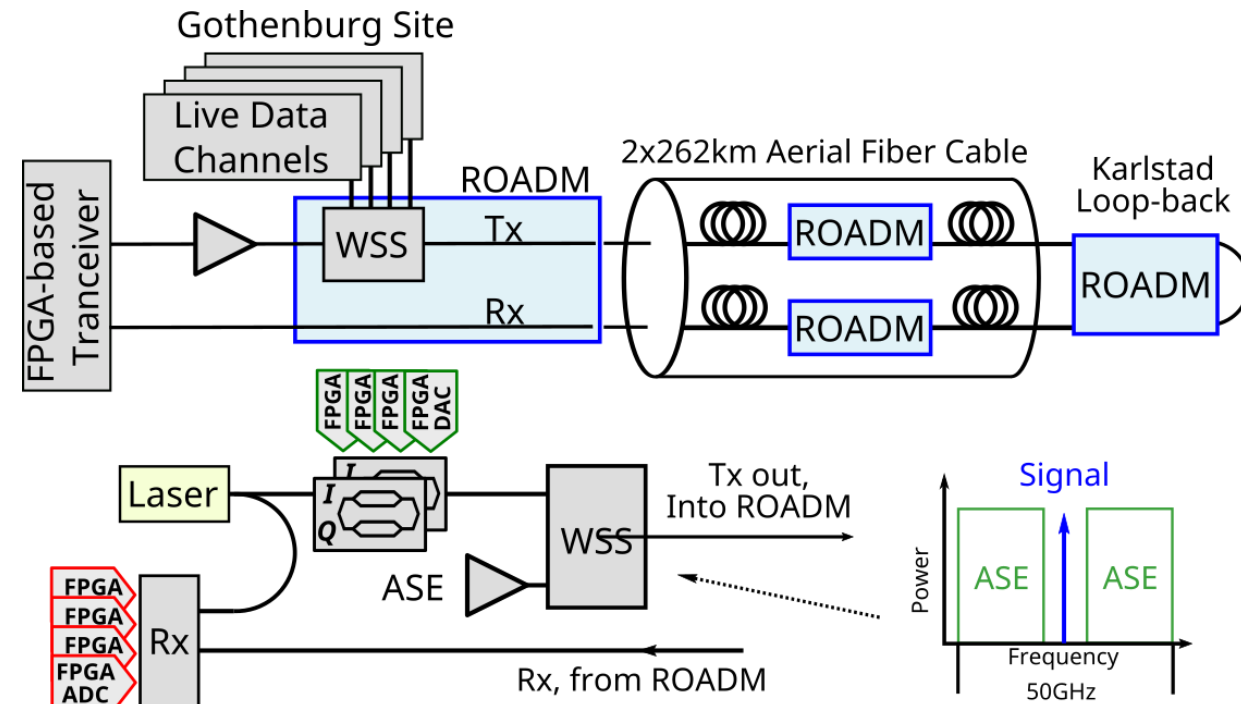 Gothenburg Site
Live Data
Channels
FPGA-based
Tranceiver
ROADM
WSS
Tx
Rx
2x262km Aerial Fiber Cable
ROADM
ROADM
Karlstad
Loop-back
ROADM
FPGA
FPGA
FPGA
FPGA
DAC
Laser
I
I
Q
WSS
ASE
Tx out,
Into ROADM
FPGA
FPGA
FPGA
FPGA
ADC
Rx
Rx, from ROADM
Signal
Power
ASE
ASE
Frequency
50GHz